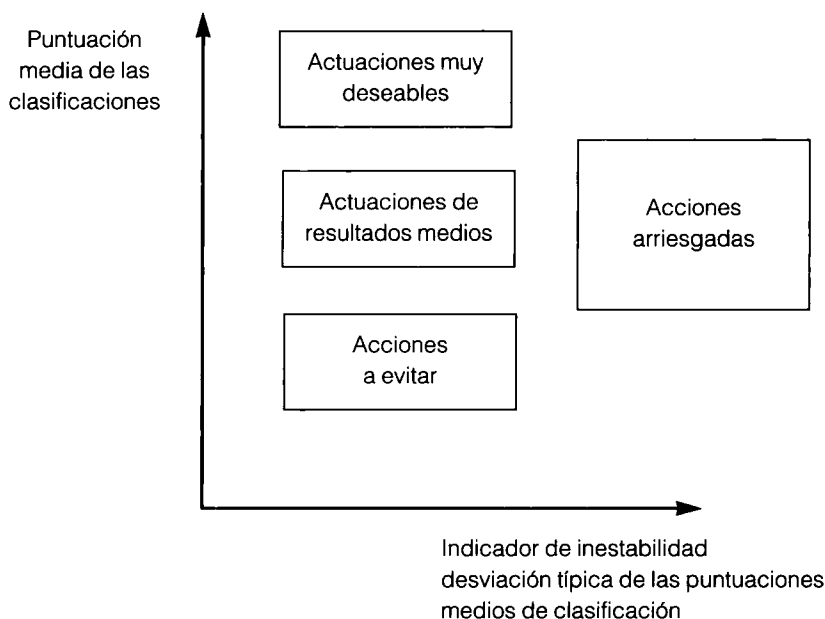 Puntuación
media de las
clasificaciones
Actuaciones muy
deseables
Actuaciones de
resultados medios
Acciones
arriesgadas
Acciones
a evitar
Indicador de inestabilidad
desviación típica de las puntuaciones
medios de clasificación